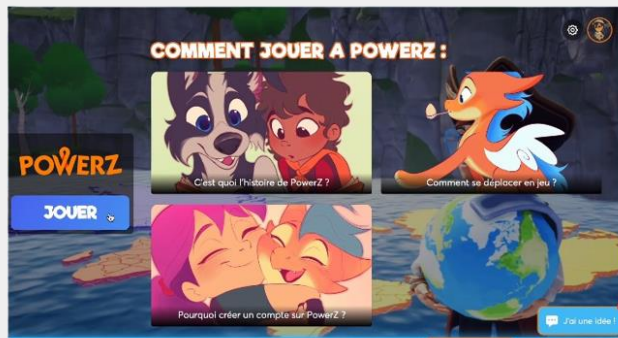 COMMENT JOUER A POWERZ :
POWERZ
JOUER
C'est quoi l'histoire de PowerZ ?
Comment se déplacer en jeu ?
Pourquoi créer un compte sur PowerZ ?
J'ai une idée !